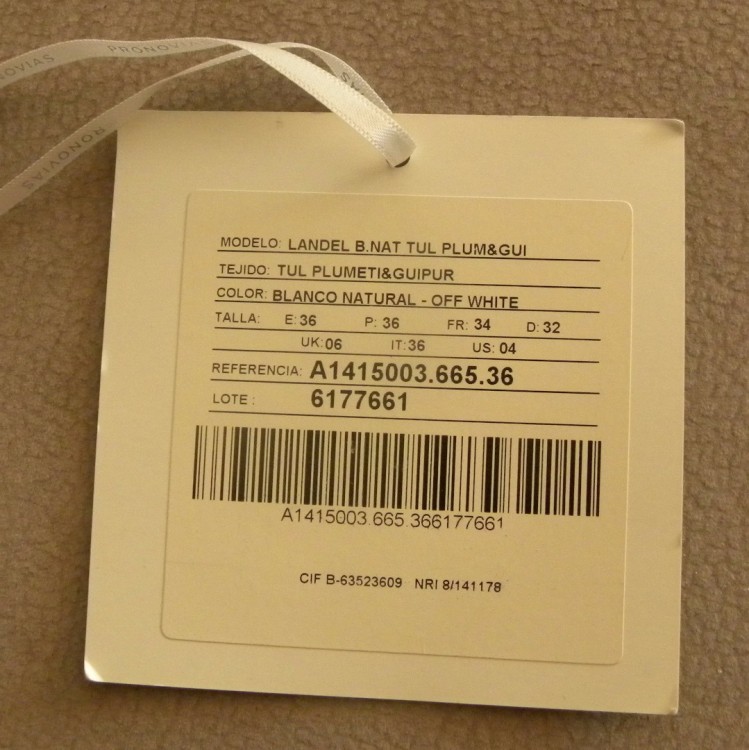 PRONOVIAS
PRONOVIAS
MODELO: LANDEL B.NAT TUL PLUM&GUI
TEJIDO: TUL PLUMETI&GUIPUR
COLOR: BLANCO NATURAL - OFF WHITE
TALLA: E:36 P: 36 FR: 34 D: 32
UK:06 IT:36 US: 04
REFERENCIA: A1415003.665.36
LOTE : 6177661
A1415003.665.366177661
CIF B-63523609 NRI 8/141178